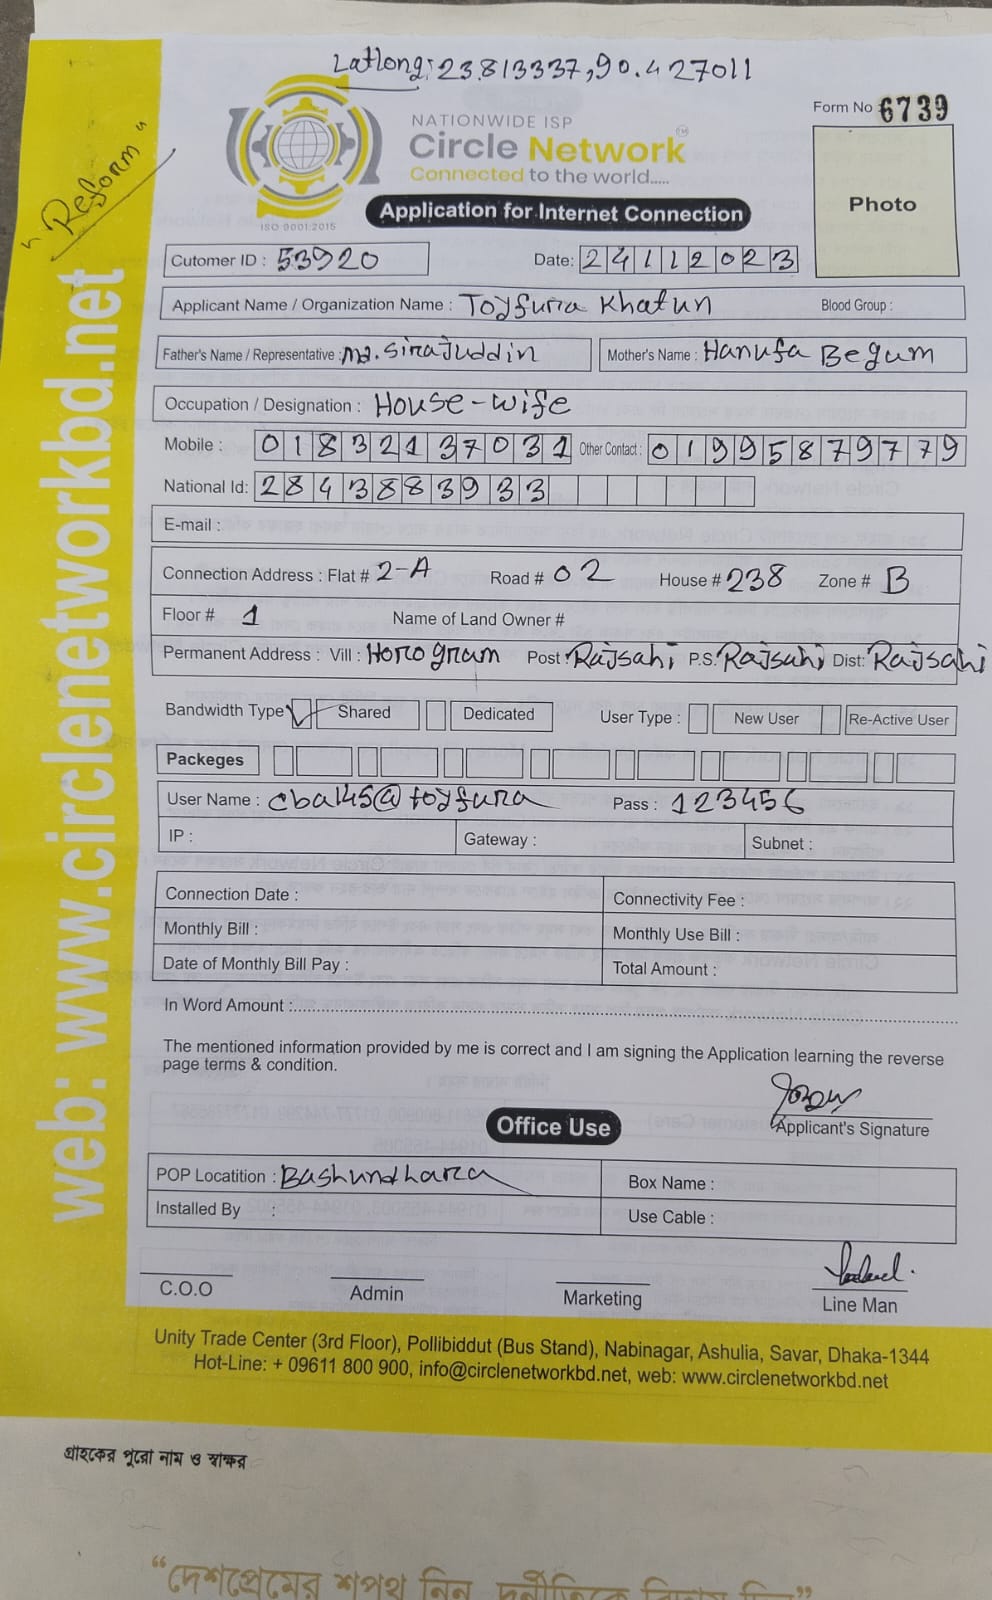 Latlong: 23.813337,90.427011
Form No 6739
"Reform"
NATIONWIDE ISP
Circle Network TM
Connected to the world.....
ISO 9001:2015
Application for Internet Connection
Photo
Cutomer ID : 53920
Date: 24112023
Applicant Name / Organization Name : Toyfuria Khatun Blood Group :
Father's Name / Representative : MD. Sirajuddin Mother's Name : Hanufa Begum
Occupation / Designation : House-wife
Mobile : 01832137031 Other Contact : 01995879779
National Id: 2843883933
E-mail :
Connection Address : Flat # 2-A Road # 02 House # 238 Zone # B
Floor # 1 Name of Land Owner #
Permanent Address : Vill : Horogram Post : Rajsahi P.S. Rajsahi Dist: Rajsahi
Bandwidth Type ✓ Shared Dedicated User Type : New User Re-Active User
Packeges
User Name : cba145@toyfura Pass : 123456
IP : Gateway : Subnet :
Connection Date : Connectivity Fee :
Monthly Bill : Monthly Use Bill :
Date of Monthly Bill Pay : Total Amount :
In Word Amount :
The mentioned information provided by me is correct and I am signing the Application learning the reverse
page terms & condition.
Applicant's Signature
Office Use
POP Locatition : Bashundhara Box Name :
Installed By : Use Cable :
C.O.O Admin Marketing Line Man
Unity Trade Center (3rd Floor), Pollibiddut (Bus Stand), Nabinagar, Ashulia, Savar, Dhaka-1344
Hot-Line: + 09611 800 900, info@circlenetworkbd.net, web: www.circlenetworkbd.net
web: www.circlenetworkbd.net
গ্রাহকের পুরো নাম ও স্বাক্ষর
“দেশপ্রেমের শপথ নিন, দুর্নীতিকে বিদায় দিন”